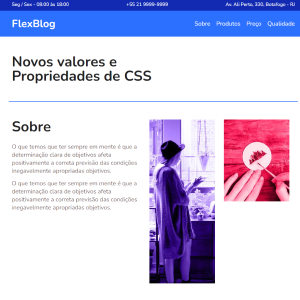 Seg / Sex - 08:00 às 18:00 +55 21 9999-9999 Av. Ali Perto, 330, Botafogo - RJ
FlexBlog Sobre Produtos Preço Qualidade
Novos valores e
Propriedades de CSS
Sobre
O que temos que ter sempre em mente é que a
determinação clara de objetivos afeta
positivamente a correta previsão das condições
inegavelmente apropriadas objetivos.
O que temos que ter sempre em mente é que a
determinação clara de objetivos afeta
positivamente a correta previsão das condições
inegavelmente apropriadas objetivos.